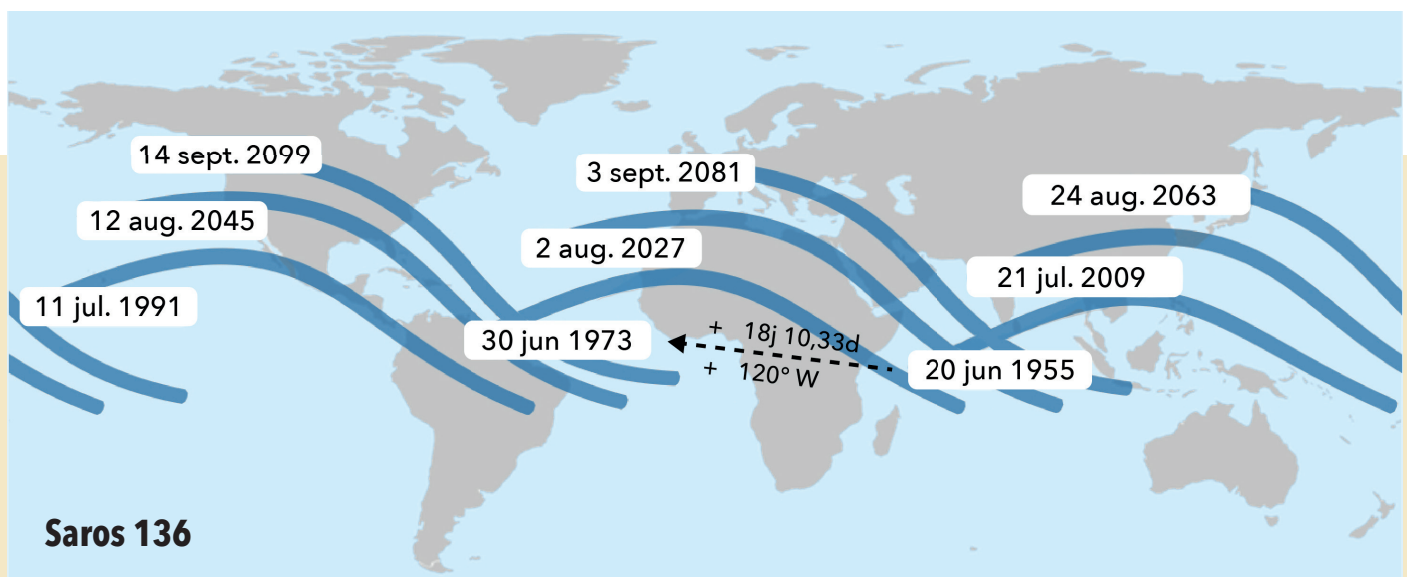 14 sept. 2099
3 sept. 2081
24 aug. 2063
12 aug. 2045
2 aug. 2027
21 jul. 2009
11 jul. 1991
30 jun 1973
+ 18j 10,33d
+ 120° W
20 jun 1955
Saros 136